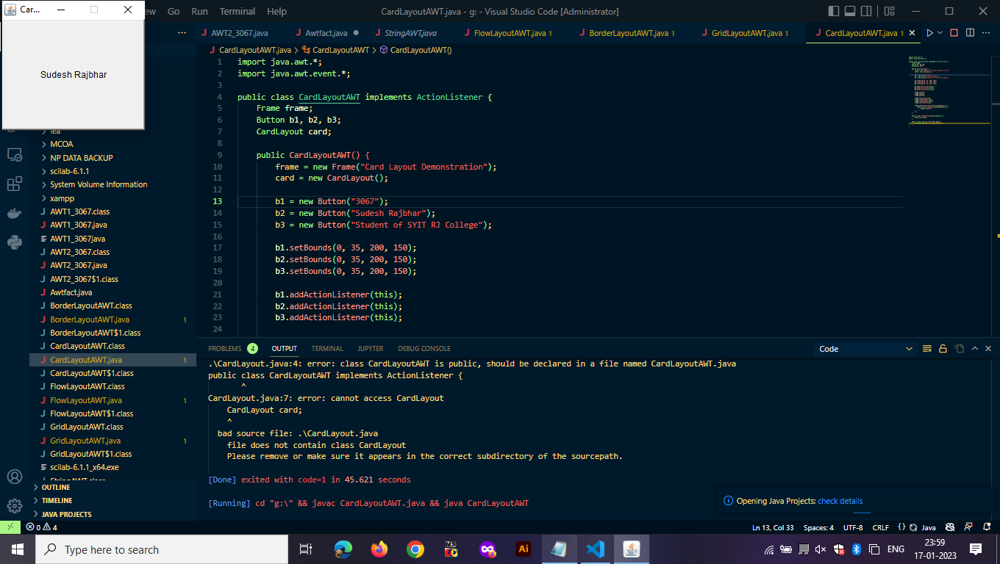 Car...
ew Go Run Terminal Help
CardLayoutAWT.java - g: - Visual Studio Code [Administrator]
AWT2_3067.java
Awtfact.java
StringAWT.java
FlowLayoutAWT.java 1
BorderLayoutAWT.java 1
GridLayoutAWT.java 1
CardLayoutAWT.java 1
CardLayoutAWT.java > CardLayoutAWT > CardLayoutAWT()
Sudesh Rajbhar
1 import java.awt.*;
2 import java.awt.event.*;
3
4 public class CardLayoutAWT implements ActionListener {
5 Frame frame;
6 Button b1, b2, b3;
7 CardLayout card;
8
9 public CardLayoutAWT() {
10 frame = new Frame("Card Layout Demonstration");
11 card = new CardLayout();
12
13 b1 = new Button("3067");
14 b2 = new Button("Sudesh Rajbhar");
15 b3 = new Button("Student of SYIT RJ College");
16
17 b1.setBounds(0, 35, 200, 150);
18 b2.setBounds(0, 35, 200, 150);
19 b3.setBounds(0, 35, 200, 150);
20
21 b1.addActionListener(this);
22 b2.addActionListener(this);
23 b3.addActionListener(this);
24
MCOA
NP DATA BACKUP
scilab-6.1.1
System Volume Information
xampp
AWT1_3067.class
AWT1_3067.java
AWT1_3067java
AWT2_3067.class
AWT2_3067.java
AWT2_3067$1.class
Awtfact.java
BorderLayoutAWT.class
BorderLayoutAWT.java 1
BorderLayoutAWT$1.class
CardLayoutAWT.class
CardLayoutAWT.java 1
CardLayoutAWT$1.class
FlowLayoutAWT.class
FlowLayoutAWT.java 1
FlowLayoutAWT$1.class
GridLayoutAWT.class
GridLayoutAWT.java 1
GridLayoutAWT$1.class
scilab-6.1.1_x64.exe
StringAWT.class
OUTLINE
TIMELINE
JAVA PROJECTS
PROBLEMS 4 OUTPUT TERMINAL JUPYTER DEBUG CONSOLE
Code
.\CardLayout.java:4: error: class CardLayoutAWT is public, should be declared in a file named CardLayoutAWT.java
public class CardLayoutAWT implements ActionListener {
^
CardLayout.java:7: error: cannot access CardLayout
CardLayout card;
^
bad source file: .\CardLayout.java
file does not contain class CardLayout
Please remove or make sure it appears in the correct subdirectory of the sourcepath.
[Done] exited with code=1 in 45.621 seconds
[Running] cd "g:\" && javac CardLayoutAWT.java && java CardLayoutAWT
Opening Java Projects: check details
0 4
Ln 13, Col 33 Spaces: 4 UTF-8 CRLF {} Java
Type here to search
Ai
ENG
23:59
17-01-2023